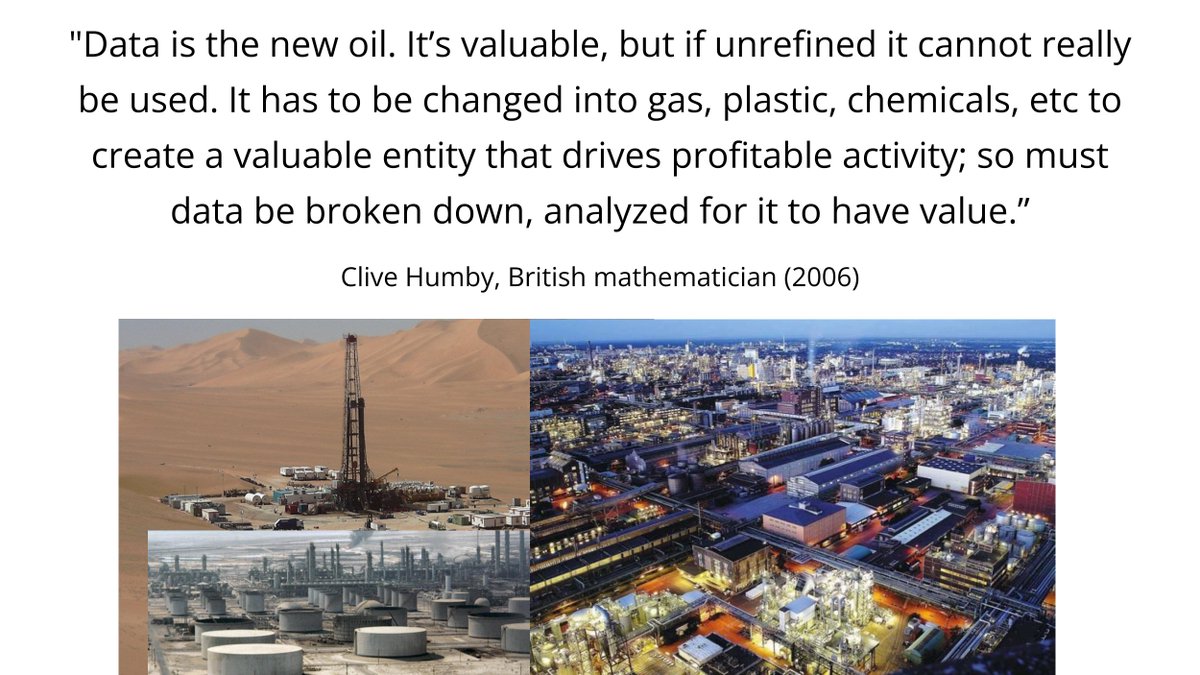 "Data is the new oil. It’s valuable, but if unrefined it cannot really
be used. It has to be changed into gas, plastic, chemicals, etc to
create a valuable entity that drives profitable activity; so must
data be broken down, analyzed for it to have value.”
Clive Humby, British mathematician (2006)